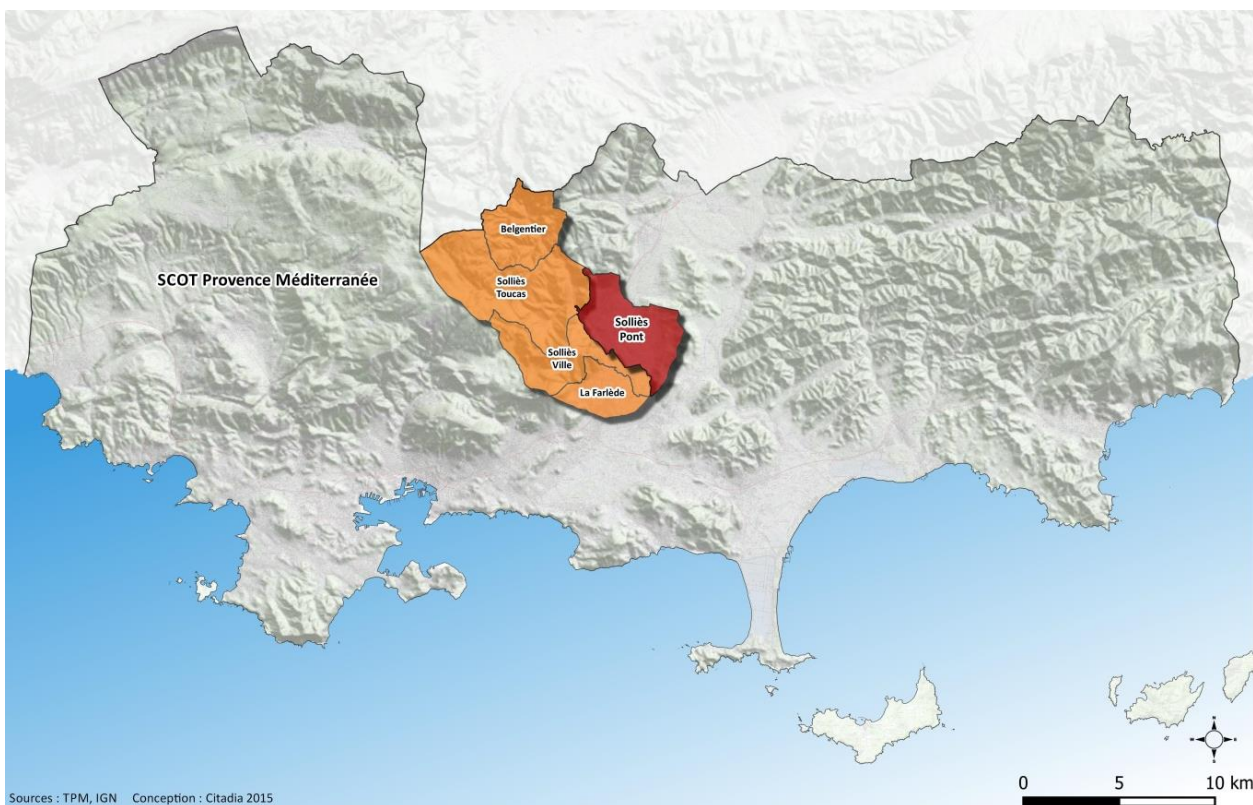 Belgentier
SCOT Provence Méditerranée
Solliès
Toucas
Solliès
Pont
Solliès
Ville
La Farlède
N
0 5 10 km
Sources : TPM, IGN Conception : Citadia 2015